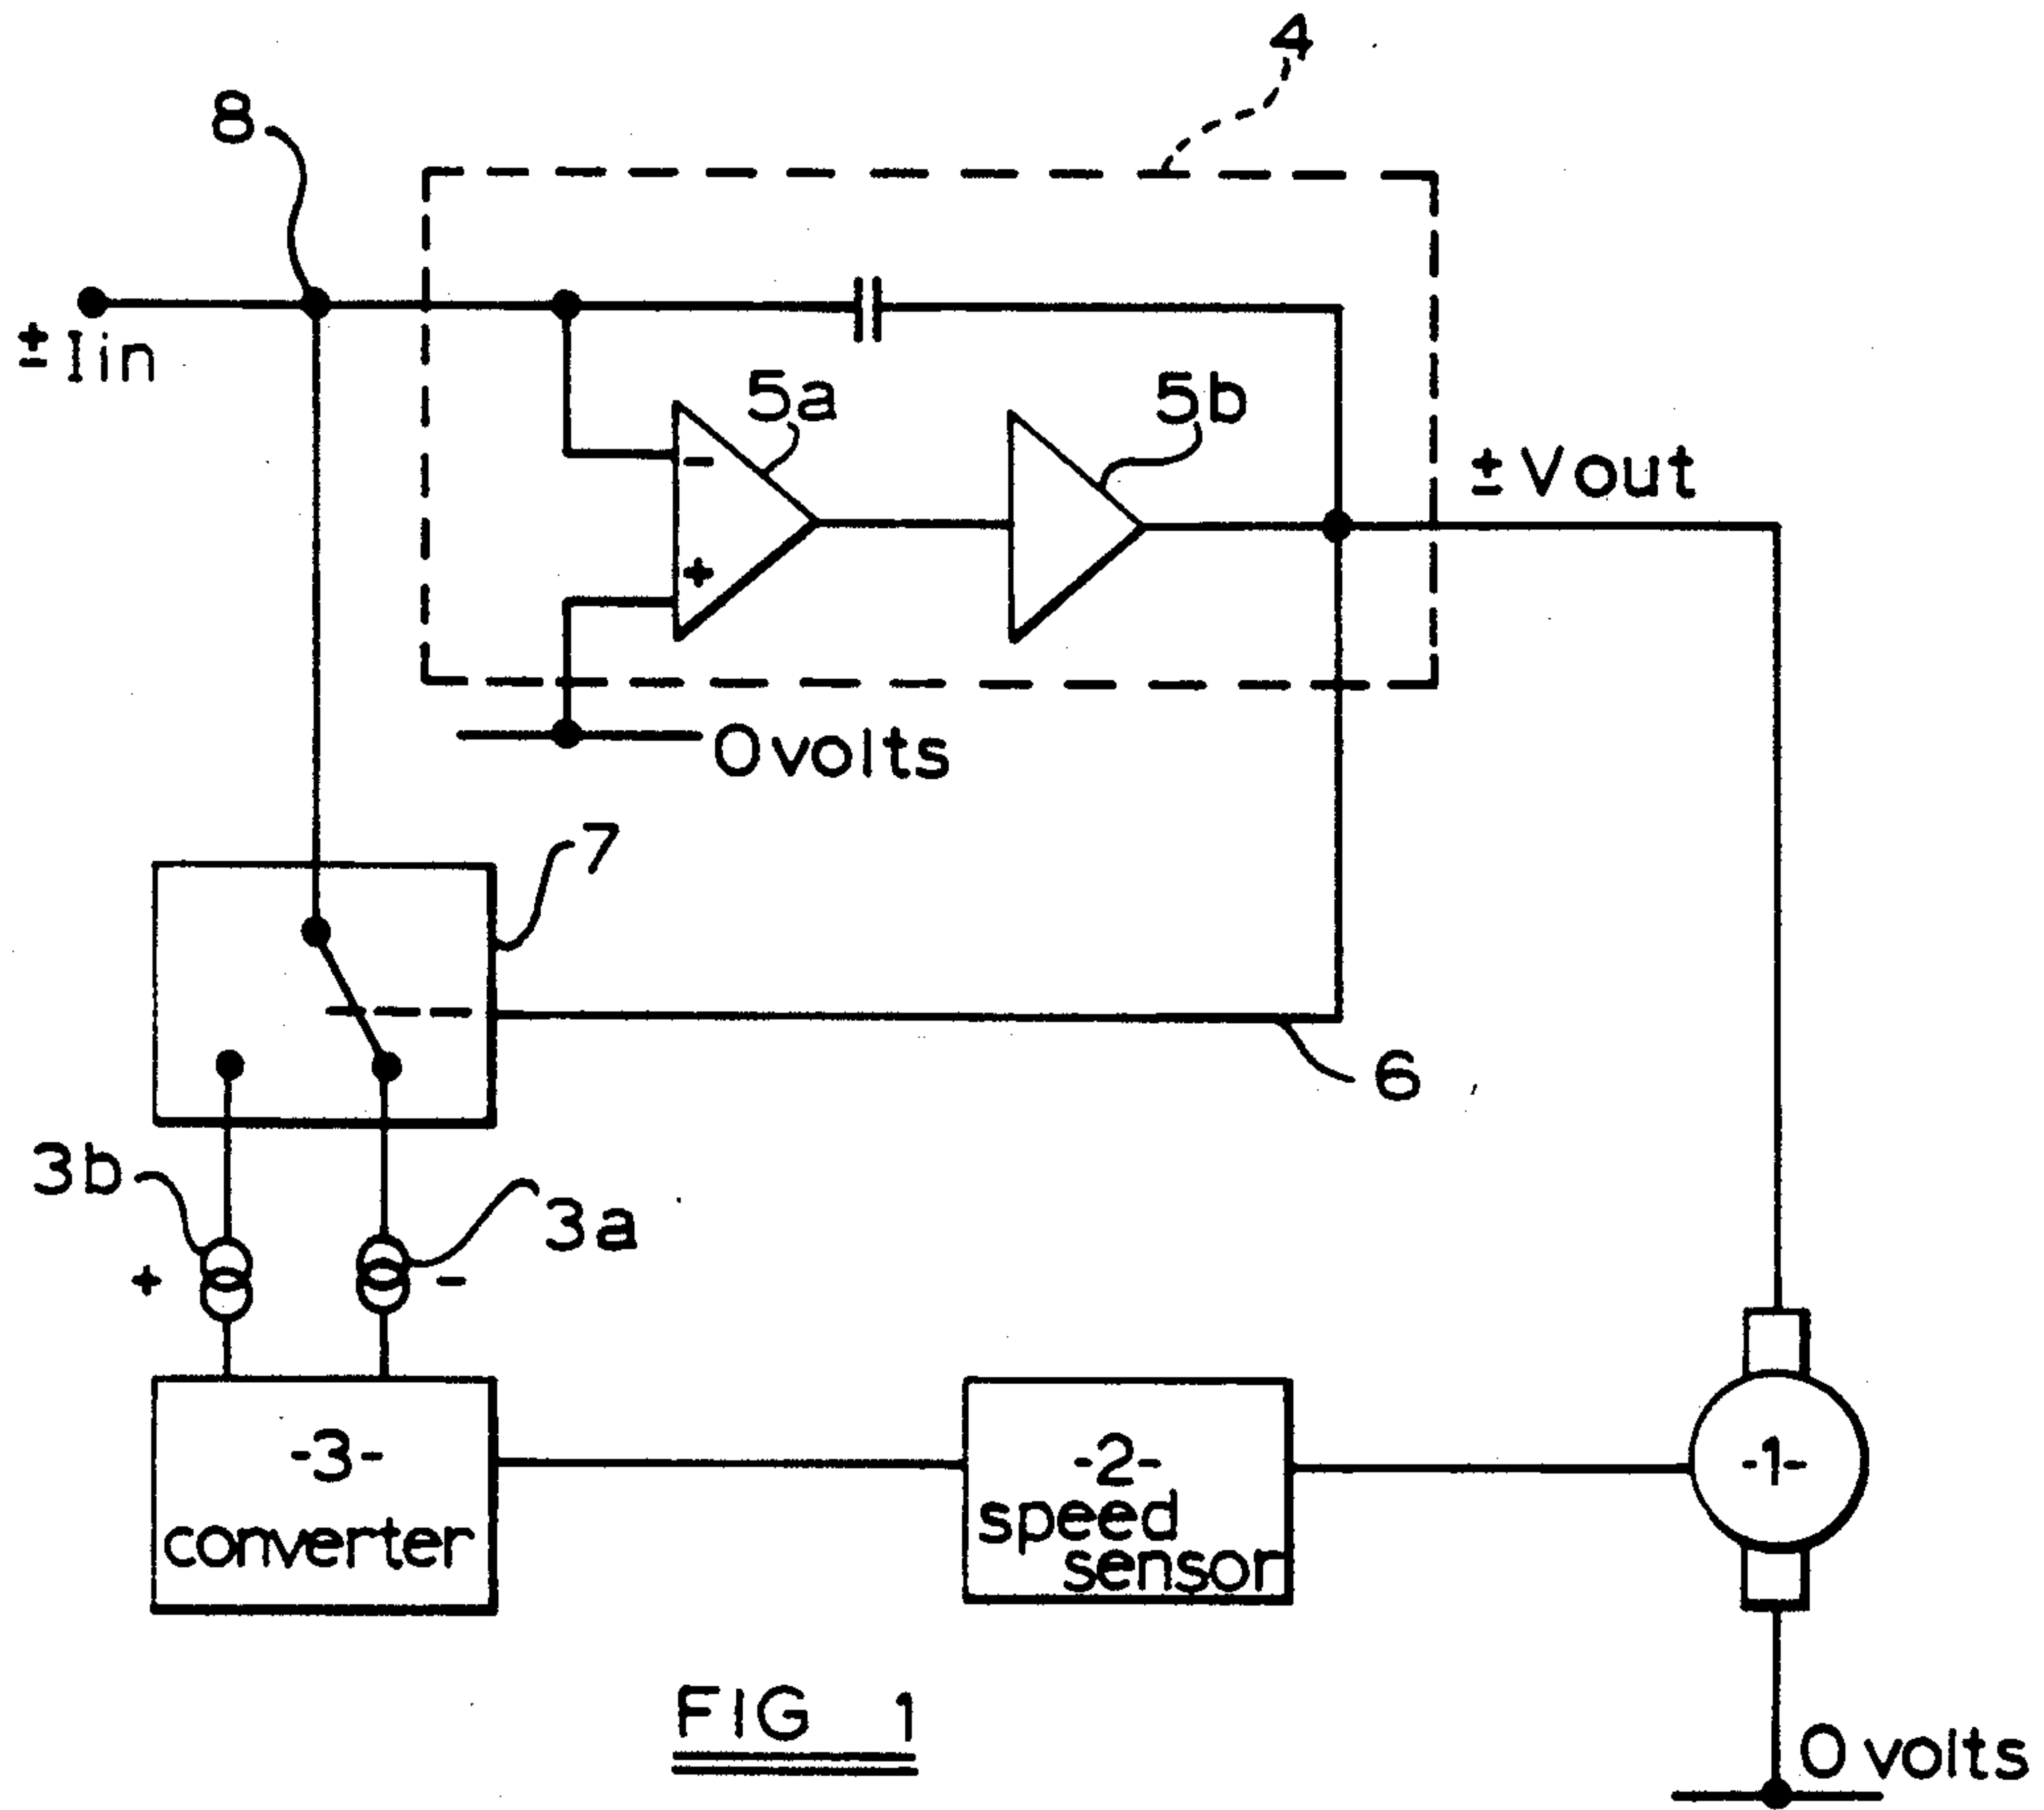 4
8
± Iin
5a
5b
± Vout
-
+
0 volts
7
6
3b
3a
+
-
-3-
converter
-2-
speed
sensor
-1-
FIG 1
0 volts